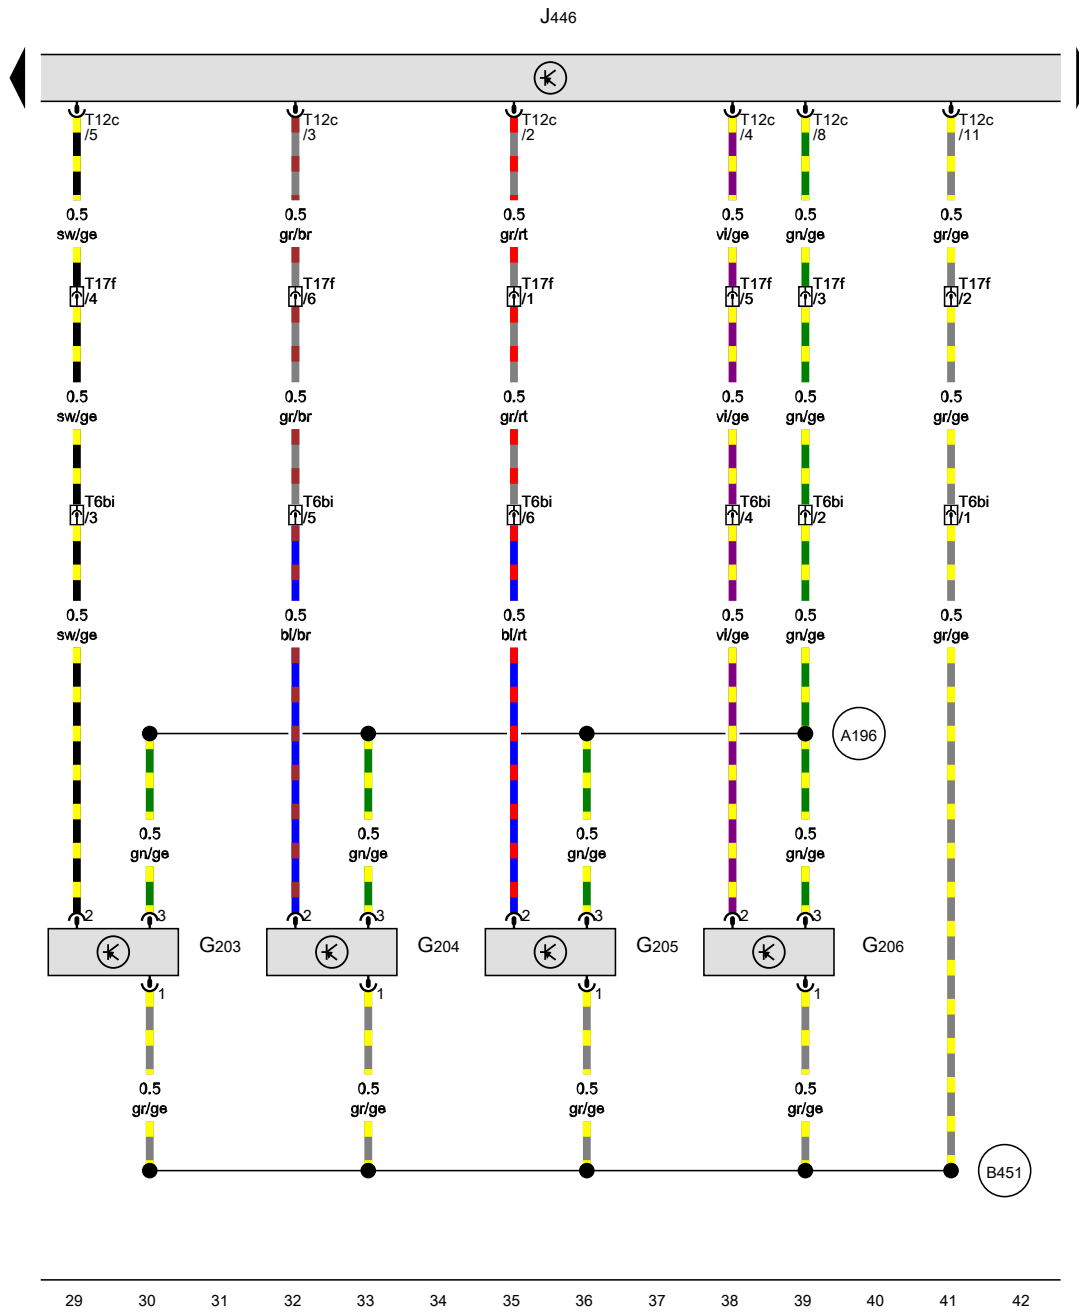 J446
T12c T12c T12c T12c T12c T12c
/5 /3 /2 /4 /8 /11
0.5 0.5 0.5 0.5 0.5 0.5
sw/ge gr/br gr/rt vi/ge gn/ge gr/ge
T17f T17f T17f T17f T17f T17f
/4 /6 /1 /5 /3 /2
0.5 0.5 0.5 0.5 0.5 0.5
sw/ge gr/br gr/rt vi/ge gn/ge gr/ge
T6bi T6bi T6bi T6bi T6bi T6bi
/3 /5 /6 /4 /2 /1
0.5 0.5 0.5 0.5 0.5 0.5
sw/ge bl/br bl/rt vi/ge gn/ge gr/ge
A196
0.5 0.5 0.5 0.5
gn/ge gn/ge gn/ge gn/ge
2 3 2 3 2 3 2 3
G203 G204 G205 G206
1 1 1 1
0.5 0.5 0.5 0.5
gr/ge gr/ge gr/ge gr/ge
B451
29 30 31 32 33 34 35 36 37 38 39 40 41 42